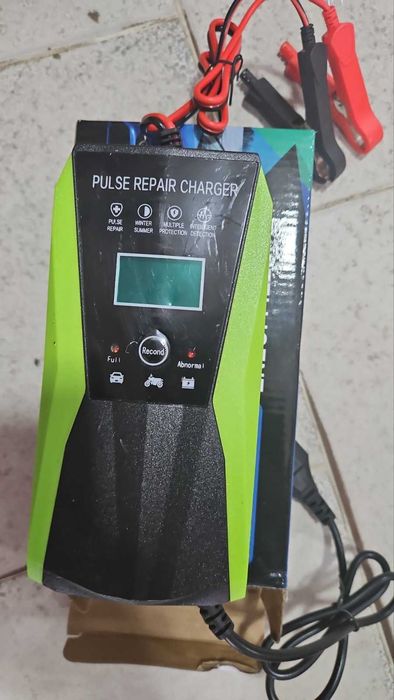 PULSE REPAIR CHARGER
PULSE
REPAIR
WINTER
SUMMER
MULTIPLE
PROTECTION
INTELLIGENT
DETECTION
Recond
Full
Abnormal